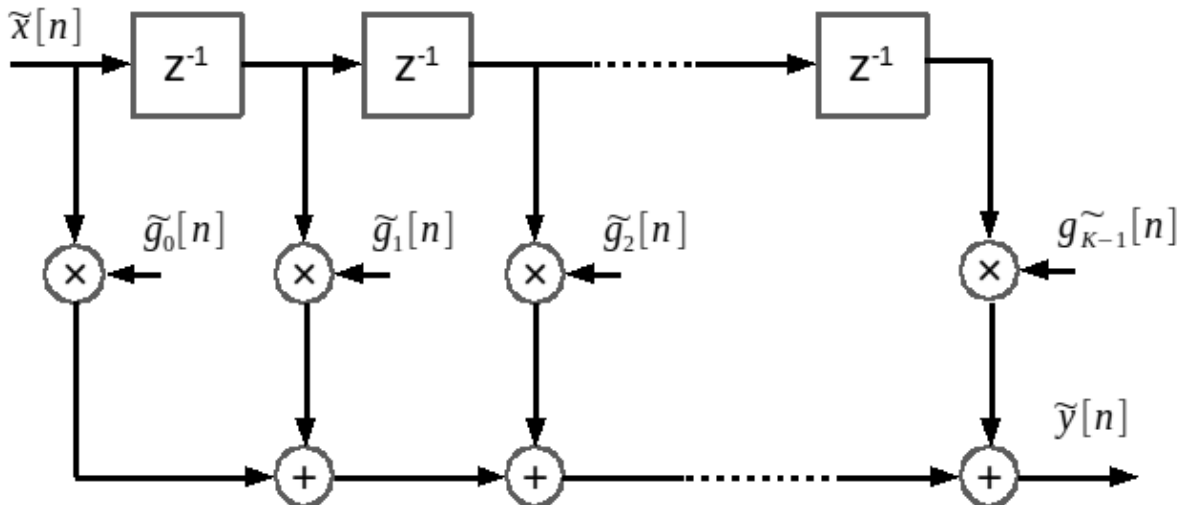 x̃[n]
z⁻¹ z⁻¹ z⁻¹
g̃₀[n] g̃₁[n] g̃₂[n] g̃_{K−1}[n]
× × × ×
ỹ[n]
+ + +